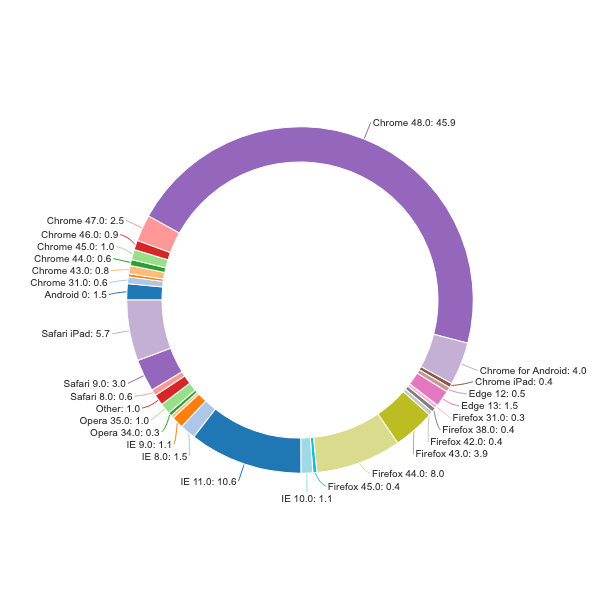 Chrome 48.0: 45.9
Chrome 47.0: 2.5
Chrome 46.0: 0.9
Chrome 45.0: 1.0
Chrome 44.0: 0.6
Chrome 43.0: 0.8
Chrome 31.0: 0.6
Android 0: 1.5
Safari iPad: 5.7
Chrome for Android: 4.0
Chrome iPad: 0.4
Safari 9.0: 3.0
Edge 12: 0.5
Safari 8.0: 0.6
Edge 13: 1.5
Other: 1.0
Firefox 31.0: 0.3
Opera 35.0: 1.0
Firefox 38.0: 0.4
Opera 34.0: 0.3
Firefox 42.0: 0.4
IE 9.0: 1.1
Firefox 43.0: 3.9
IE 8.0: 1.5
Firefox 44.0: 8.0
IE 11.0: 10.6
Firefox 45.0: 0.4
IE 10.0: 1.1